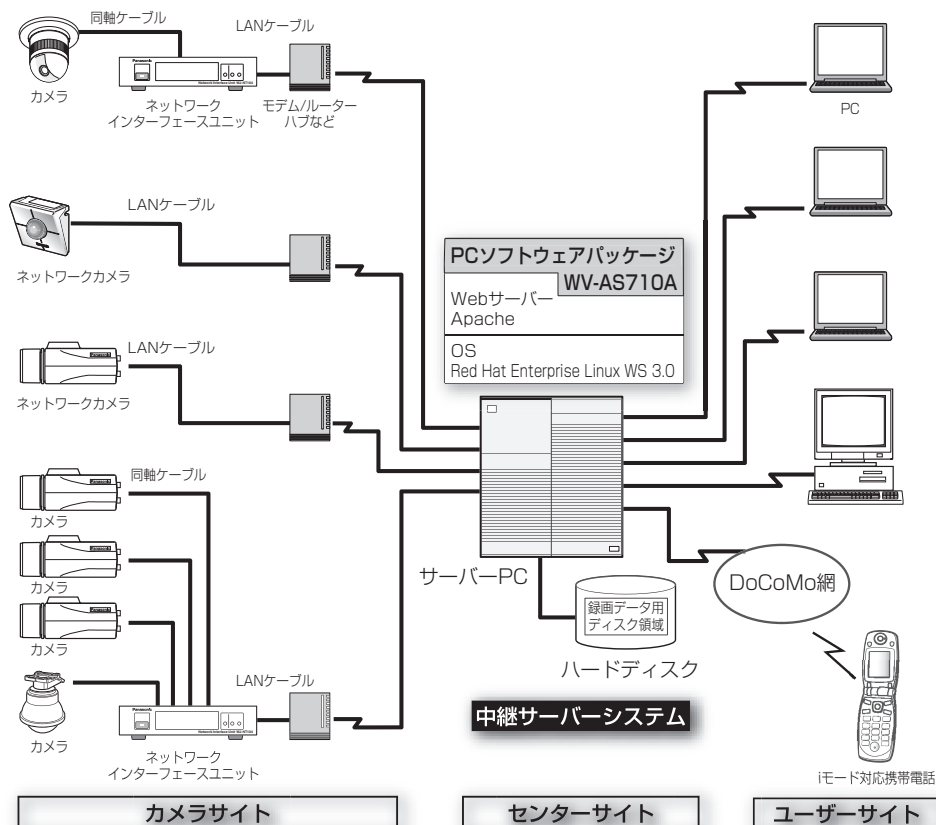 同軸ケーブル
LANケーブル
カメラ
Panasonic
ネットワーク
インターフェースユニット
モデム/ルーター
ハブなど
PC
LANケーブル
ネットワークカメラ
PCソフトウェアパッケージ
WV-AS710A
Webサーバー
Apache
OS
Red Hat Enterprise Linux WS 3.0
LANケーブル
Panasonic
ネットワークカメラ
同軸ケーブル
Panasonic
カメラ
Panasonic
カメラ
Panasonic
カメラ
サーバーPC
録画データ用
ディスク領域
ハードディスク
DoCoMo網
LANケーブル
カメラ
Panasonic
ネットワーク
インターフェースユニット
中継サーバーシステム
iモード対応携帯電話
カメラサイト
センターサイト
ユーザーサイト